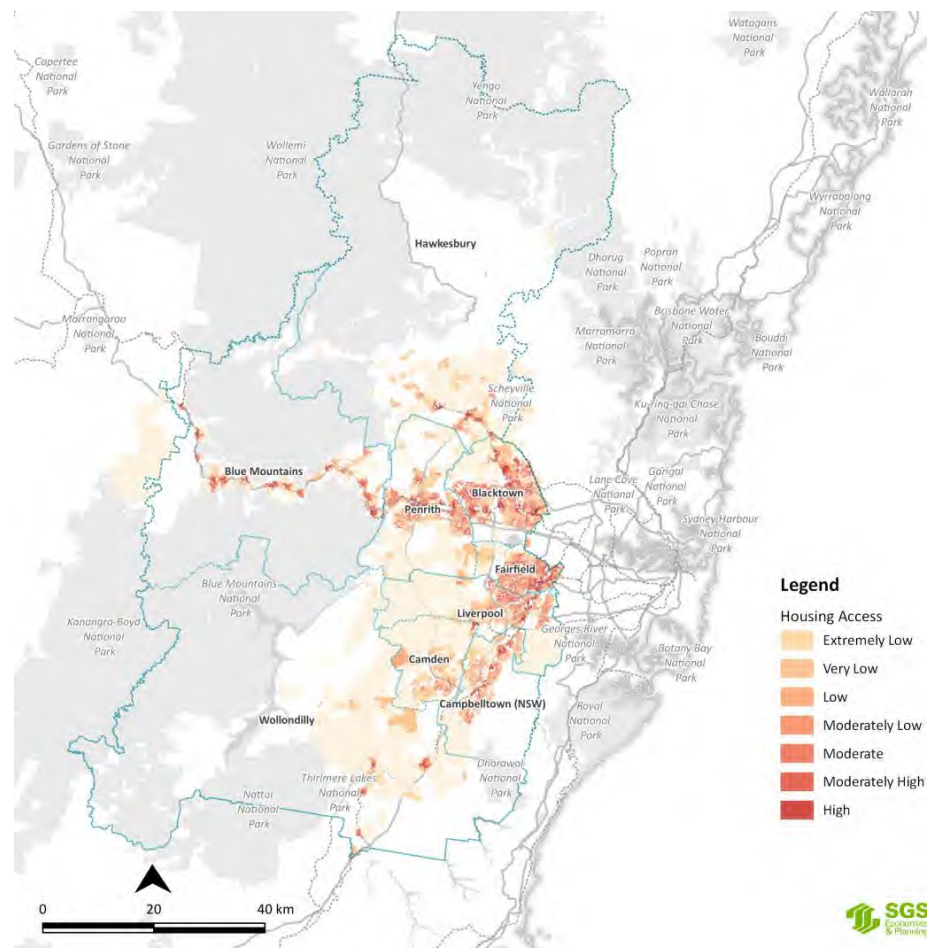 Watagans
National
Park
Capertee
National
Park
Yengo
National
Park
Wallarah
National
Park
Gardens of Stone
National
Park
Wollemi
National
Park
Wyrrabalong
National
Park
Hawkesbury
Dharug
National
Park
Popran
National
Park
Marrangaroo
National
Park
Brisbane Water
National
Park
Marramarra
National
Park
Bouddi
National
Park
Scheyville
National
Park
Ku-ring-gai Chase
National
Park
Blue Mountains
Blacktown
Penrith
Lane Cove
National
Park
Garigal
National
Park
Sydney Harbour
National
Park
Fairfield
Blue Mountains
National
Park
Liverpool
Kanangra-Boyd
National
Park
Georges River
National
Park
Botany Bay
National
Park
Camden
Campbelltown (NSW)
Wollondilly
Royal
National
Park
Thirlmere Lakes
National
Park
Dharawal
National
Park
Nattai
National
Park
Legend
Housing Access
Extremely Low
Very Low
Low
Moderately Low
Moderate
Moderately High
High
0 20 40 km
SGS
Economics
& Planning